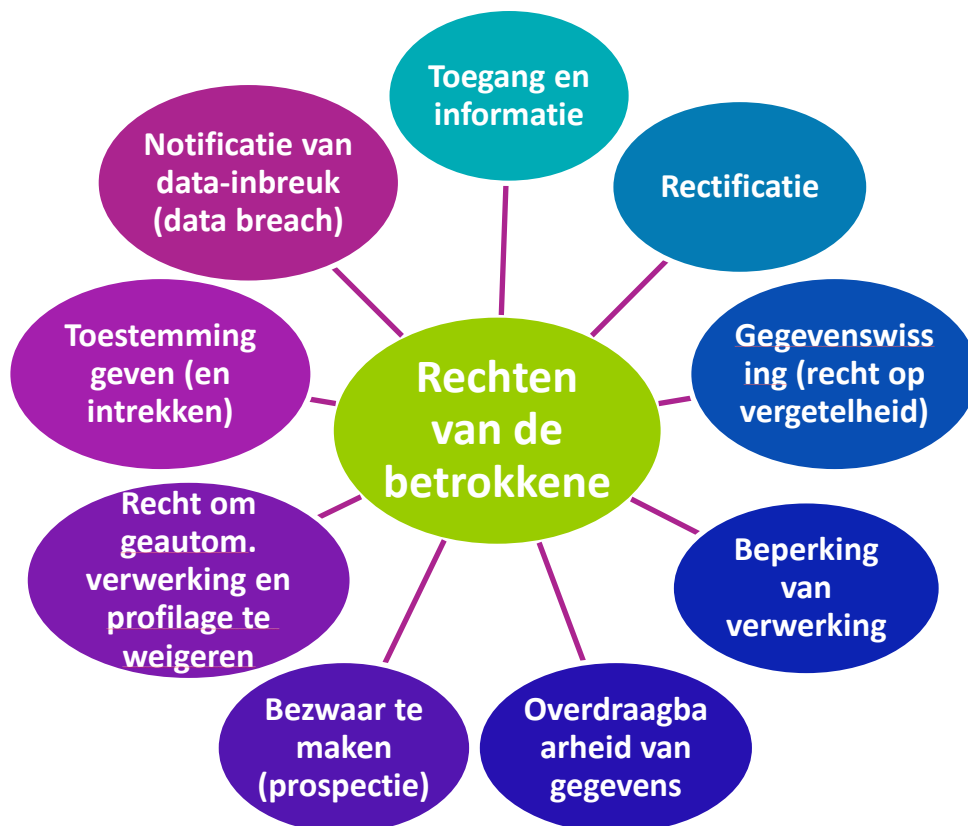 Toegang en
informatie
Rectificatie
Gegevenswiss
ing (recht op
vergetelheid)
Beperking
van
verwerking
Overdraagba
arheid van
gegevens
Bezwaar te
maken
(prospectie)
Recht om
geautom.
verwerking en
profilage te
weigeren
Toestemming
geven (en
intrekken)
Notificatie van
data-inbreuk
(data breach)
Rechten
van de
betrokkene